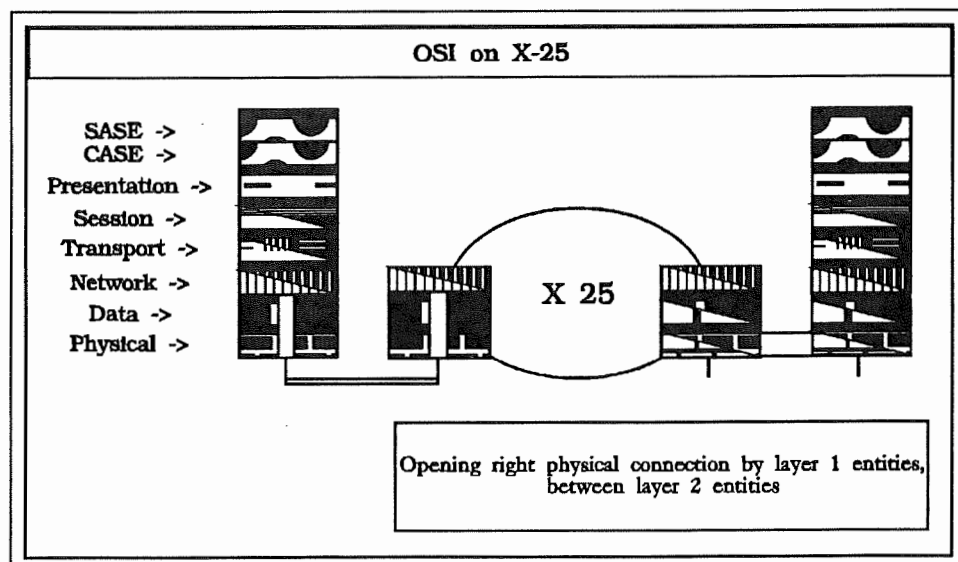 OSI on X-25
SASE ->
CASE ->
Presentation ->
Session ->
Transport ->
Network ->
Data ->
Physical ->
X 25
Opening right physical connection by layer 1 entities,
between layer 2 entities